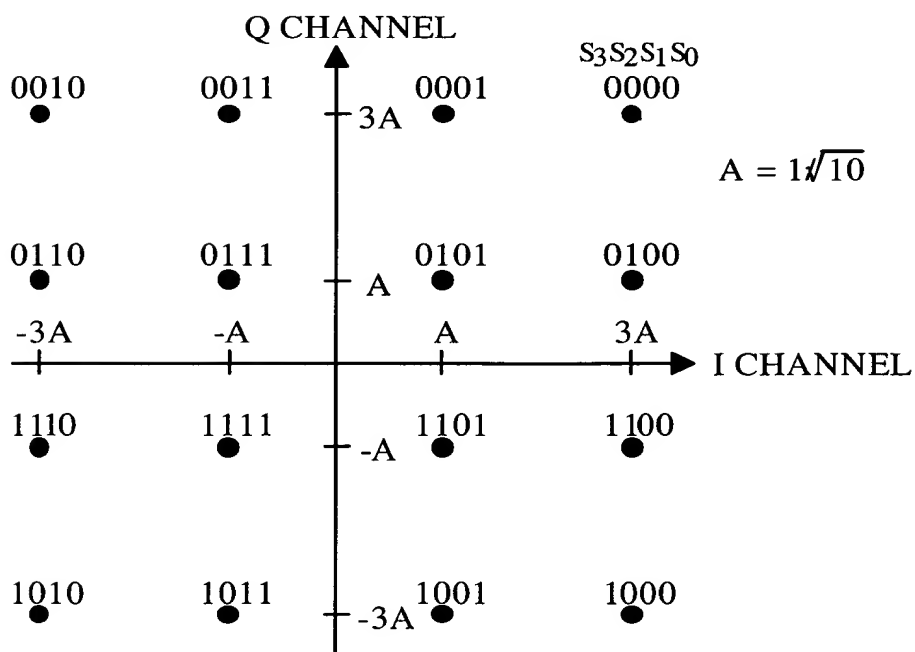 Q CHANNEL
S₃S₂S₁S₀
0010 0011 0001 0000
3A
A = 1/√10
0110 0111 0101 0100
A
-3A -A A 3A
I CHANNEL
1110 1111 1101 1100
-A
1010 1011 1001 1000
-3A